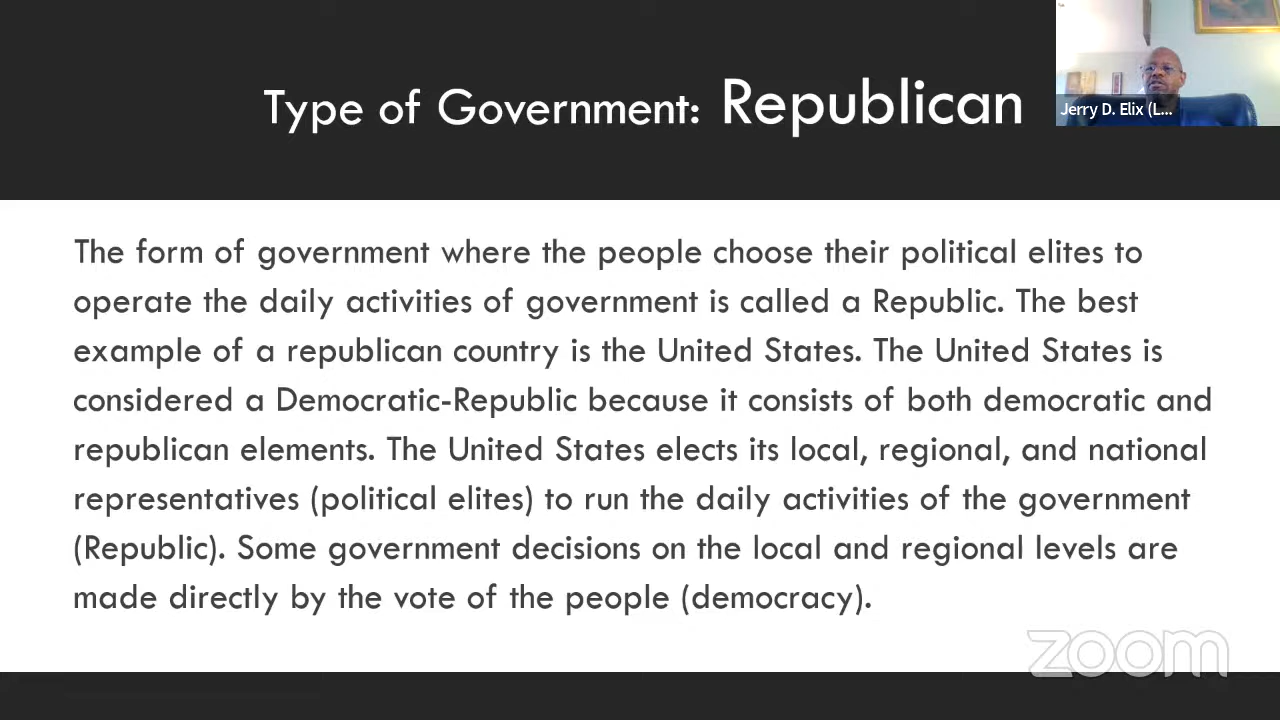 Type of Government: Republican
Jerry D. Elix (L...
The form of government where the people choose their political elites to
operate the daily activities of government is called a Republic. The best
example of a republican country is the United States. The United States is
considered a Democratic-Republic because it consists of both democratic and
republican elements. The United States elects its local, regional, and national
representatives (political elites) to run the daily activities of the government
(Republic). Some government decisions on the local and regional levels are
made directly by the vote of the people (democracy).
zoom